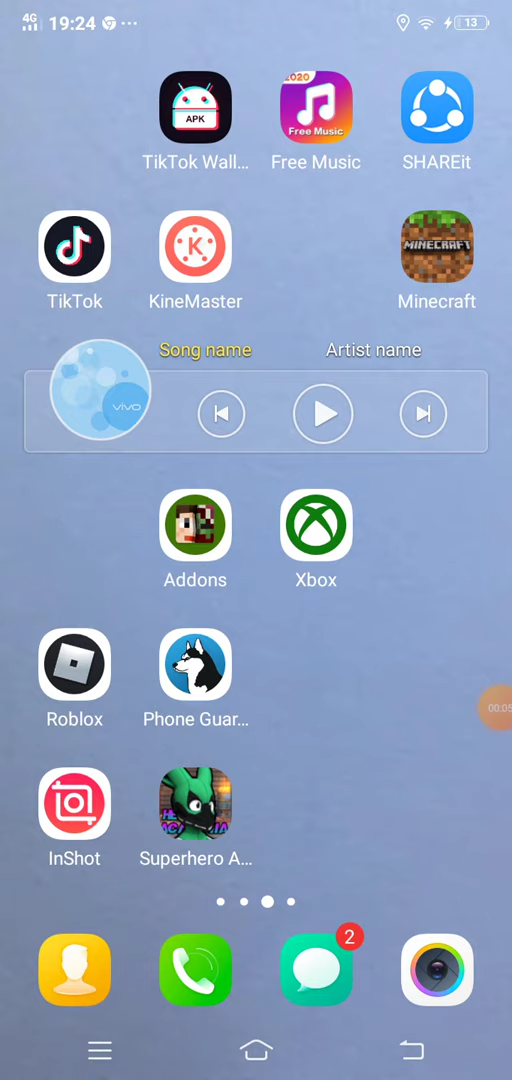 4G 19:24 13
2020
APK Free Music
TikTok Wall... Free Music SHAREit
MINECRAFT
TikTok KineMaster Minecraft
Song name Artist name
vivo
Addons Xbox
00:05
Roblox Phone Guar...
InShot Superhero A...
2